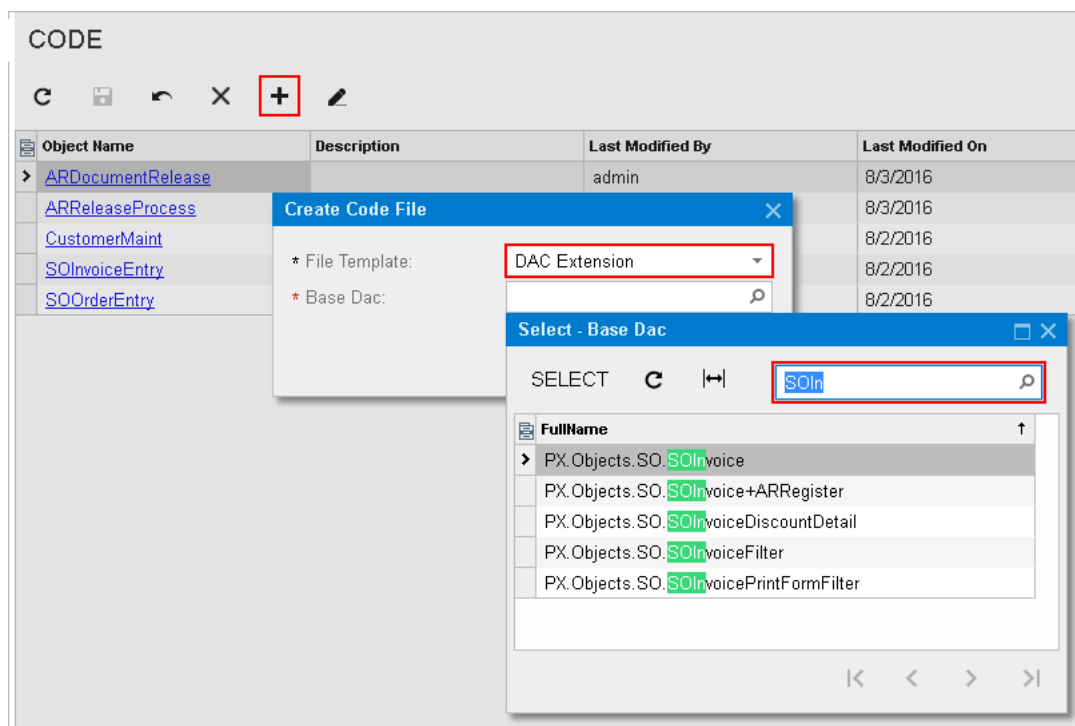 CODE
Object Name Description Last Modified By Last Modified On
ARDocumentRelease admin 8/3/2016
ARReleaseProcess 8/3/2016
CustomerMaint 8/2/2016
SOInvoiceEntry 8/2/2016
SOOrderEntry 8/2/2016
Create Code File
* File Template: DAC Extension
* Base Dac:
Select - Base Dac
SELECT SOIn
FullName
PX.Objects.SO.SOInvoice
PX.Objects.SO.SOInvoice+ARRegister
PX.Objects.SO.SOInvoiceDiscountDetail
PX.Objects.SO.SOInvoiceFilter
PX.Objects.SO.SOInvoicePrintFormFilter